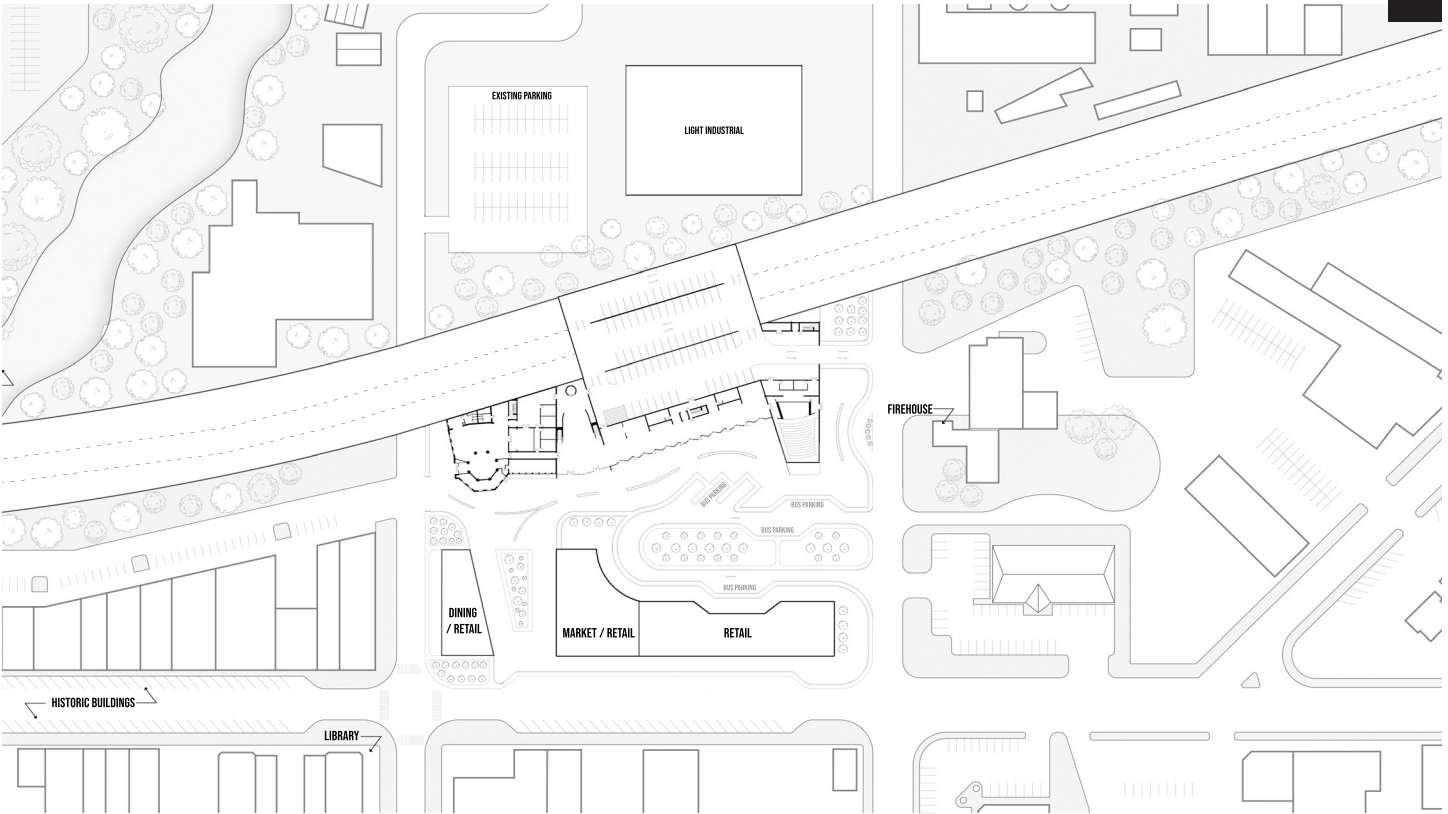 EXISTING PARKING
LIGHT INDUSTRIAL
FIREHOUSE
BUS PARKING
BUS PARKING
BUS PARKING
BUS PARKING
DINING
/ RETAIL
MARKET / RETAIL
RETAIL
HISTORIC BUILDINGS
LIBRARY